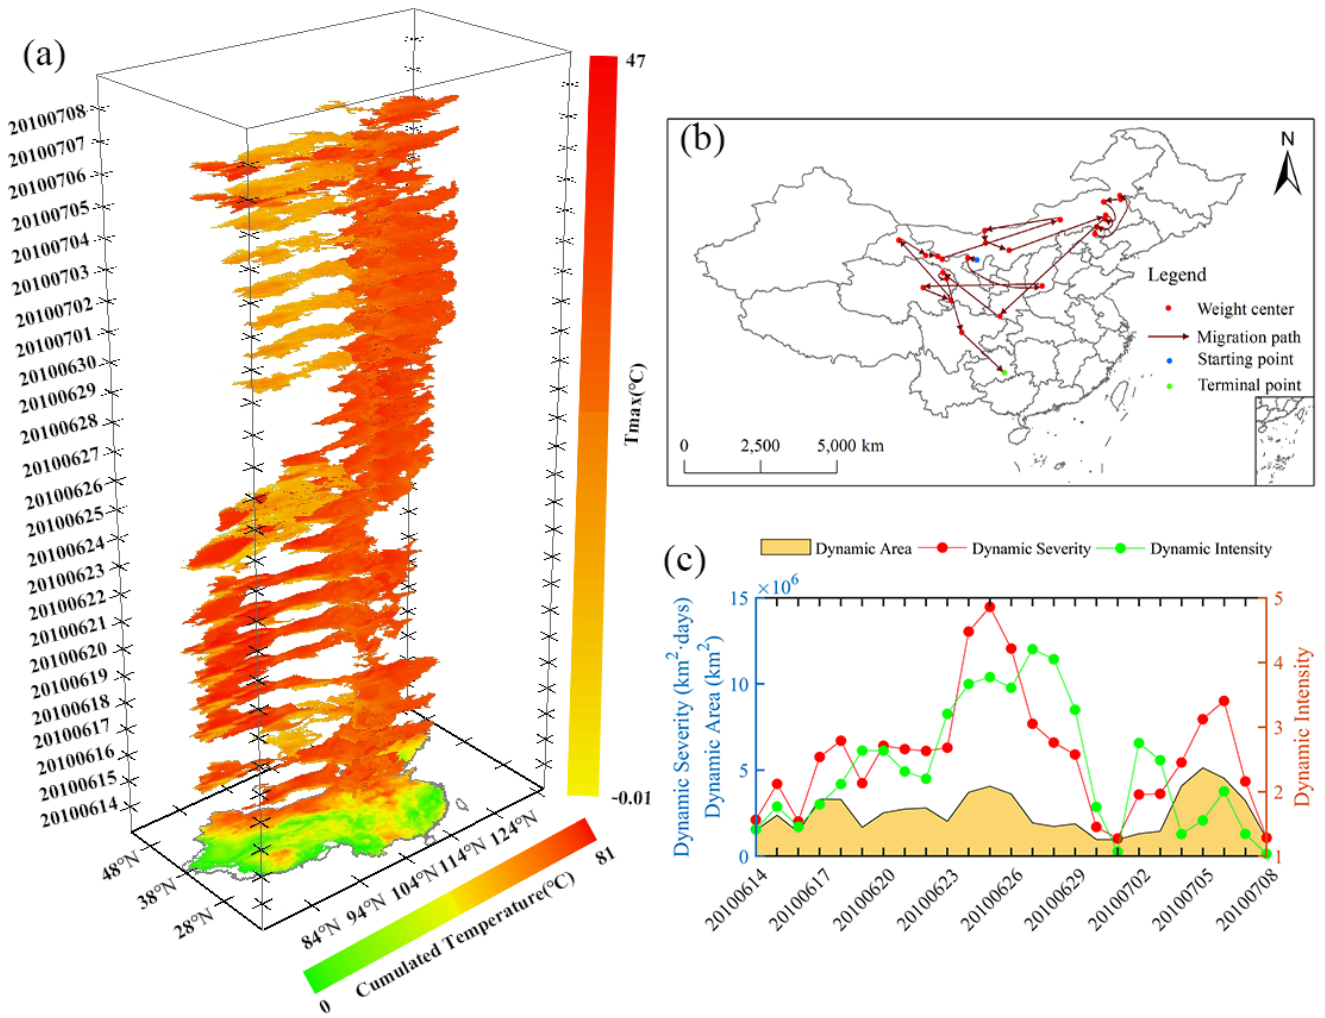 (a)
20100708
20100707
20100706
20100705
20100704
20100703
20100702
20100701
20100630
20100629
20100628
20100627
20100626
20100625
20100624
20100623
20100622
20100621
20100620
20100619
20100618
20100617
20100616
20100615
20100614
48°N
38°N
28°N
84°N
94°N
104°N
114°N
124°N
47
Tmax(°C)
-0.01
81
Cumulated Temperature(°C)
0
(b)
N
Legend
Weight center
Migration path
Starting point
Terminal point
0 2,500 5,000 km
(c)
Dynamic Area Dynamic Severity Dynamic Intensity
×10⁶
15
10
5
0
Dynamic Severity (km²·days)
Dynamic Area (km²)
5
4
3
2
1
Dynamic Intensity
20100614
20100617
20100620
20100623
20100626
20100629
20100702
20100705
20100708